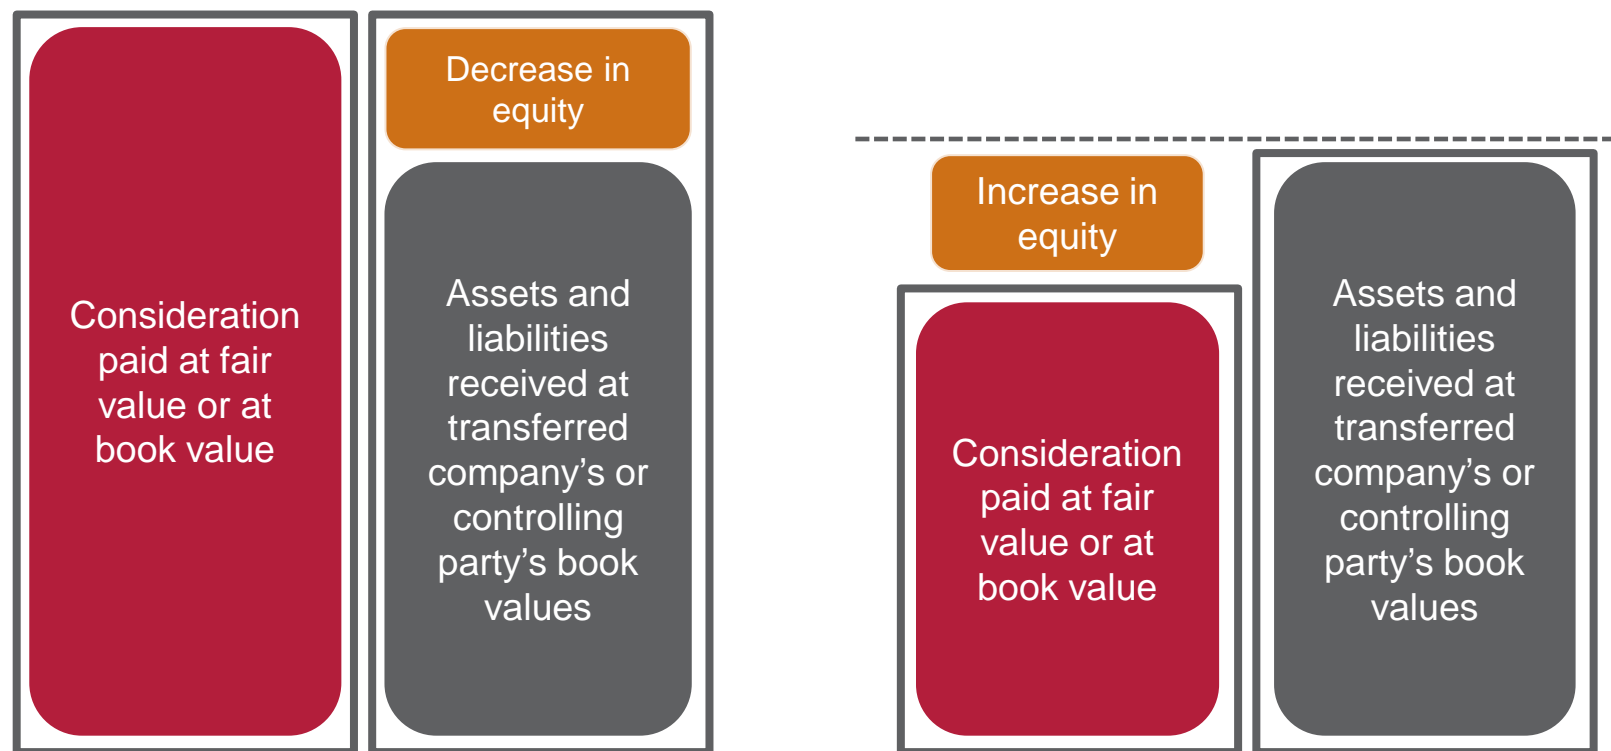 Consideration
paid at fair
value or at
book value
Decrease in
equity
Assets and
liabilities
received at
transferred
company’s or
controlling
party’s book
values
Increase in
equity
Consideration
paid at fair
value or at
book value
Assets and
liabilities
received at
transferred
company’s or
controlling
party’s book
values